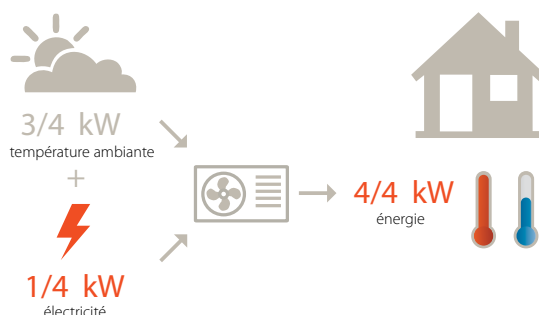 3/4 kW
température ambiante
+
1/4 kW
électricité
4/4 kW
énergie